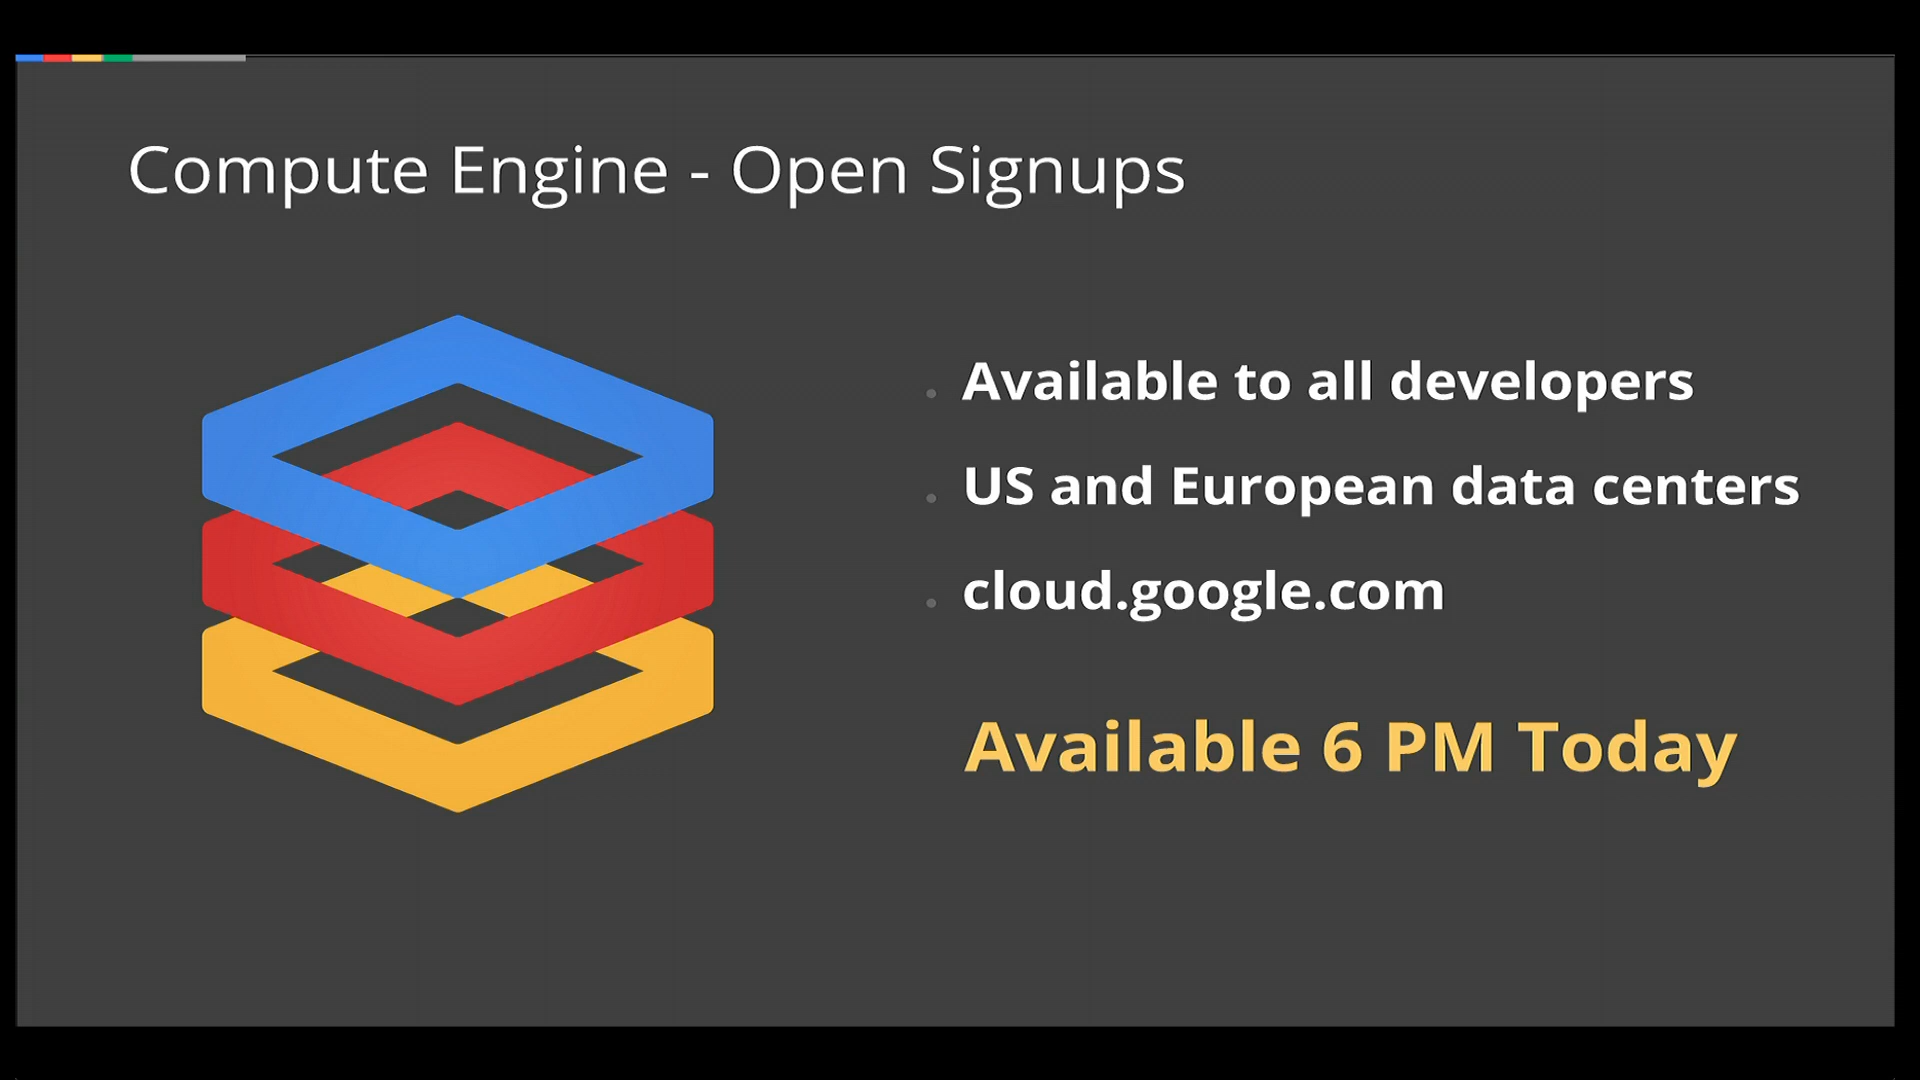 Compute Engine - Open Signups
Available to all developers
US and European data centers
cloud.google.com
Available 6 PM Today